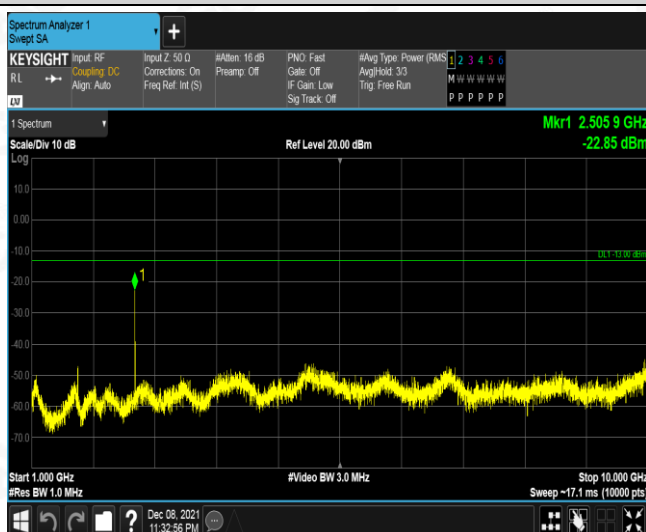 Spectrum Analyzer 1
Swept SA
+
KEYSIGHT
RL
Input: RF
Coupling: DC
Align: Auto
Input Z: 50 Ω
Corrections: On
Freq Ref: Int (S)
#Atten: 16 dB
Preamp: Off
PNO: Fast
Gate: Off
IF Gain: Low
Sig Track: Off
#Avg Type: Power (RMS
Avg|Hold: 3/3
Trig: Free Run
1 2 3 4 5 6
M W W W W W
P P P P P P
1 Spectrum
Scale/Div 10 dB
Ref Level 20.00 dBm
Mkr1 2.505 9 GHz
-22.85 dBm
Log
10.0
0.00
-10.0
DL1 -13.00 dBm
-20.0
1
-30.0
-40.0
-50.0
-60.0
-70.0
Start 1.000 GHz
#Video BW 3.0 MHz
Stop 10.000 GHz
#Res BW 1.0 MHz
Sweep ~17.1 ms (10000 pts)
?
Dec 08, 2021
11:32:56 PM